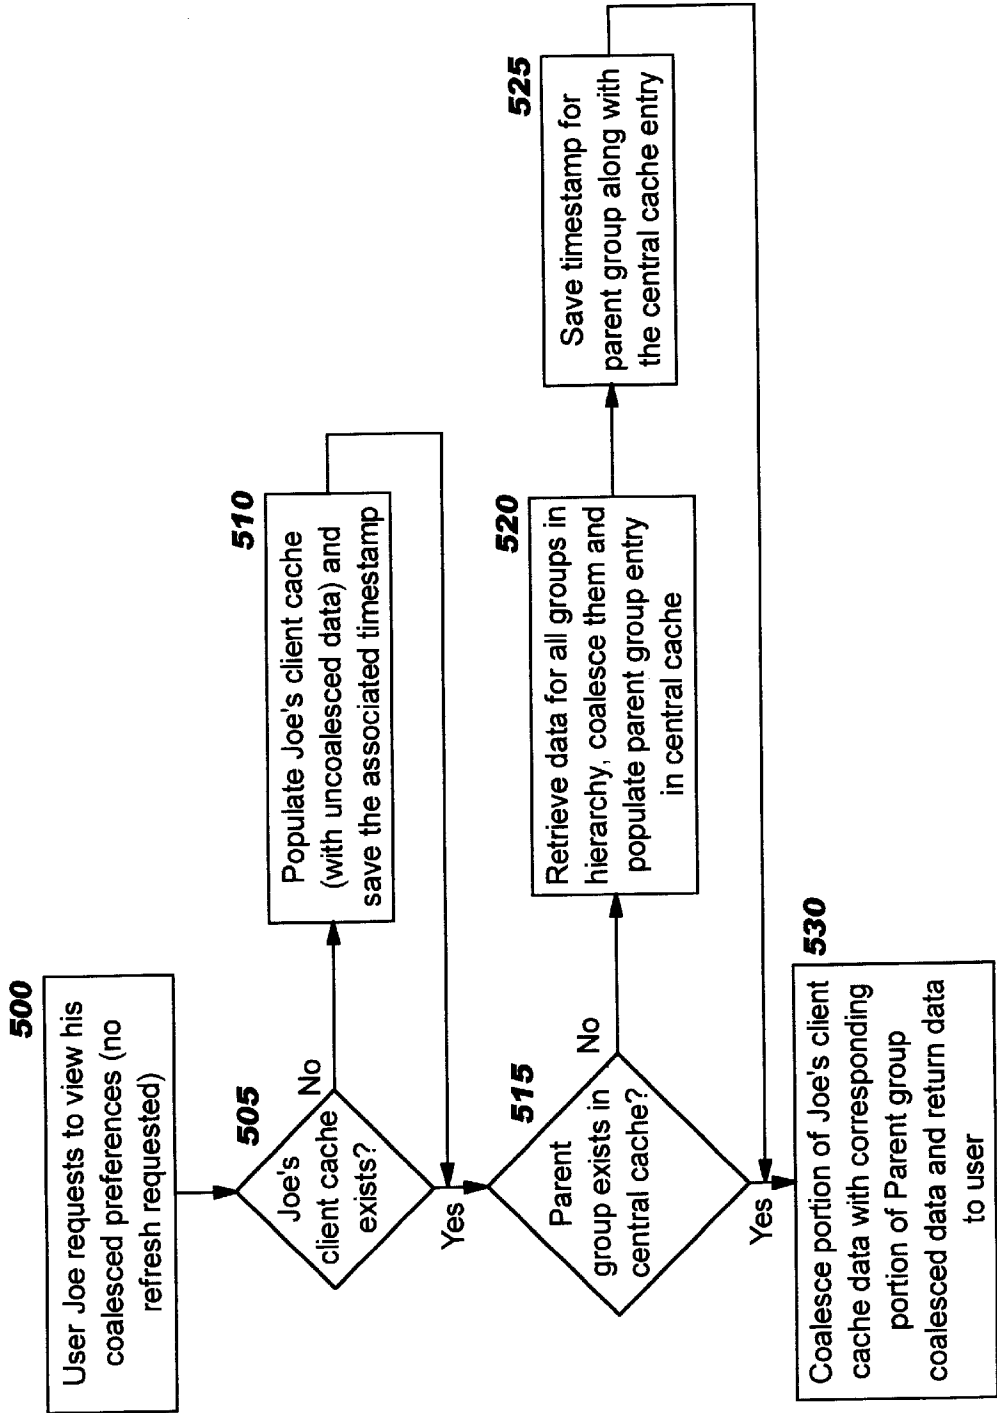 500
User Joe requests to view his
coalesced preferences (no
refresh requested)
505
Joe's
client cache
exists?
No
Yes
510
Populate Joe's client cache
(with uncoalesced data) and
save the associated timestamp
515
Parent
group exists in
central cache?
No
Yes
520
Retrieve data for all groups in
hierarchy, coalesce them and
populate parent group entry
in central cache
525
Save timestamp for
parent group along with
the central cache entry
530
Coalesce portion of Joe's client
cache data with corresponding
portion of Parent group
coalesced data and return data
to user